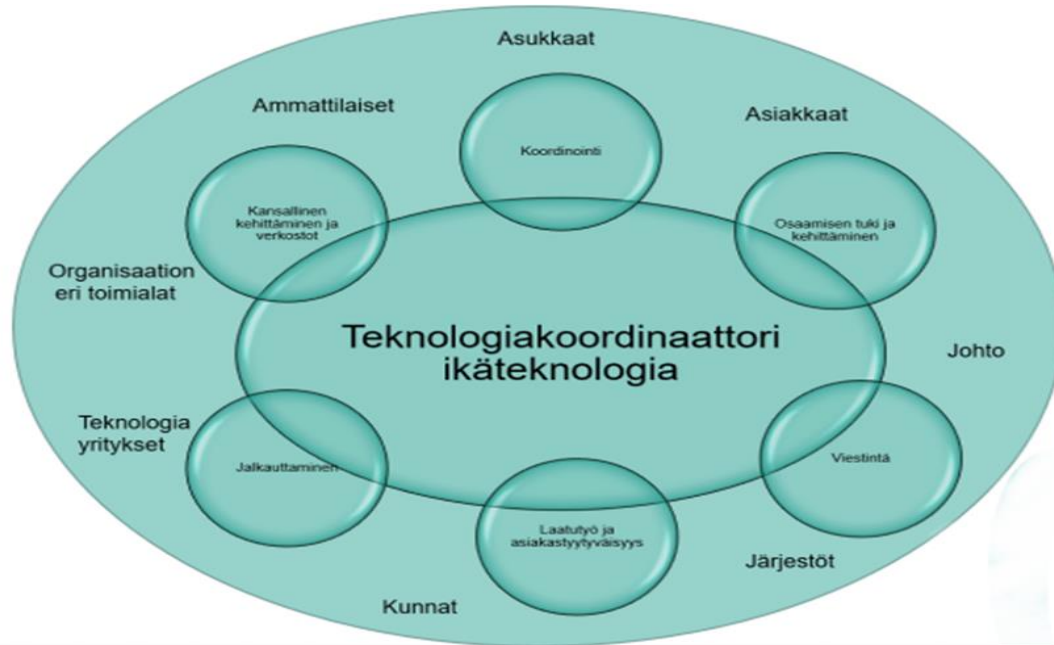 Asukkaat
Ammattilaiset
Asiakkaat
Koordinointi
Kansallinen
kehittäminen ja
verkostot
Osaamisen tuki ja
kehittäminen
Organisaation
eri toimialat
Teknologiakoordinaattori
ikäteknologia
Johto
Teknologia
yritykset
Jalkauttaminen
Viestintä
Laatutyö ja
asiakastyytyväisyys
Järjestöt
Kunnat